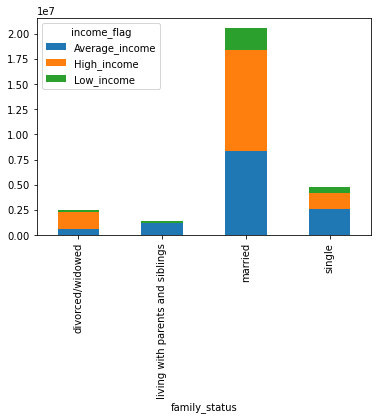 1e7
income_flag
Average_income
High_income
Low_income
2.00
1.75
1.50
1.25
1.00
0.75
0.50
0.25
0.00
divorced/widowed
living with parents and siblings
married
single
family_status